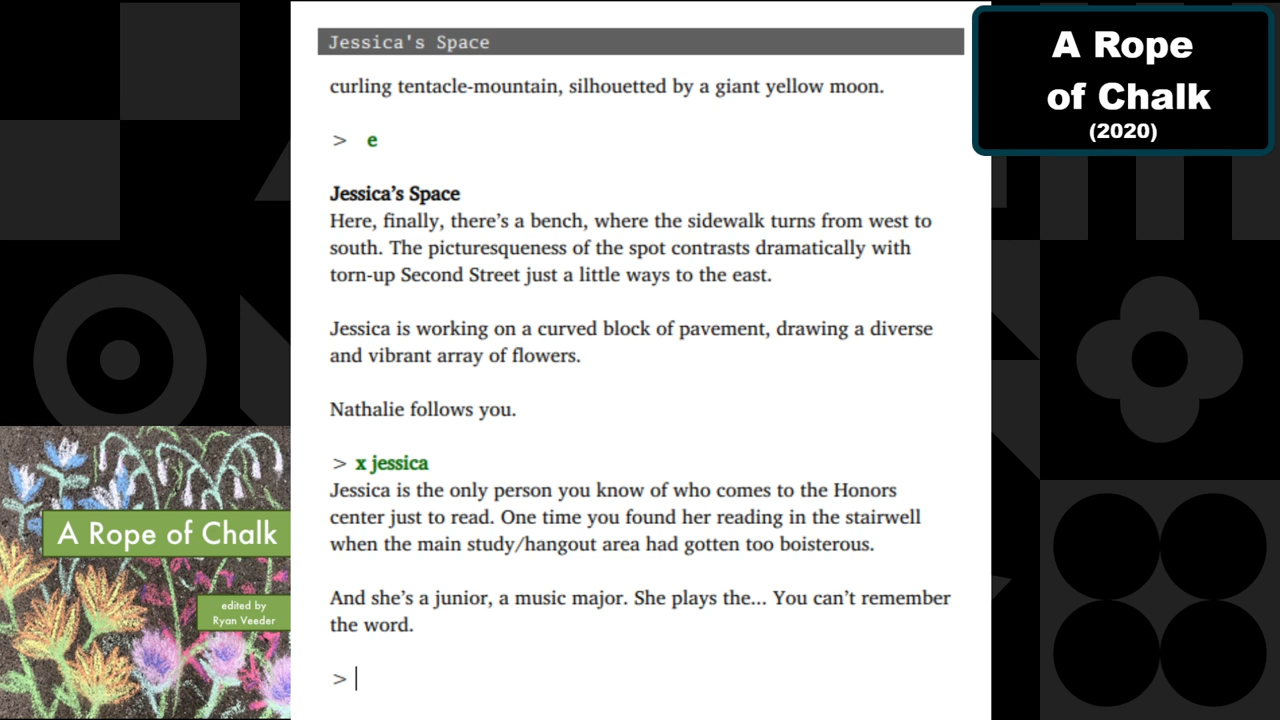 Jessica's Space
curling tentacle-mountain, silhouetted by a giant yellow moon.
> e
Jessica’s Space
Here, finally, there’s a bench, where the sidewalk turns from west to
south. The picturesqueness of the spot contrasts dramatically with
torn-up Second Street just a little ways to the east.
Jessica is working on a curved block of pavement, drawing a diverse
and vibrant array of flowers.
Nathalie follows you.
> x jessica
Jessica is the only person you know of who comes to the Honors
center just to read. One time you found her reading in the stairwell
when the main study/hangout area had gotten too boisterous.
And she’s a junior, a music major. She plays the... You can’t remember
the word.
>
A Rope
of Chalk
(2020)
A Rope of Chalk
edited by
Ryan Veeder